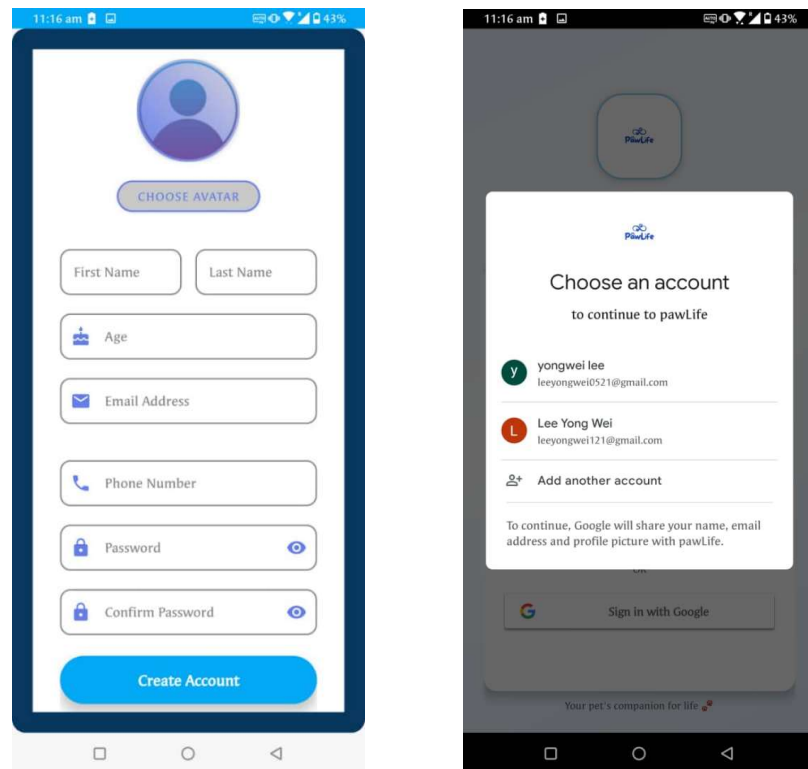 11:16 am
43%
CHOOSE AVATAR
First Name
Last Name
Age
Email Address
Phone Number
Password
Confirm Password
Create Account
11:16 am
43%
PawLife
PawLife
Choose an account
to continue to pawLife
y
yongwei lee
leeyongwei0521@gmail.com
L
Lee Yong Wei
leeyongwei121@gmail.com
Add another account
To continue, Google will share your name, email
address and profile picture with pawLife.
OR
G
Sign in with Google
Your pet's companion for life